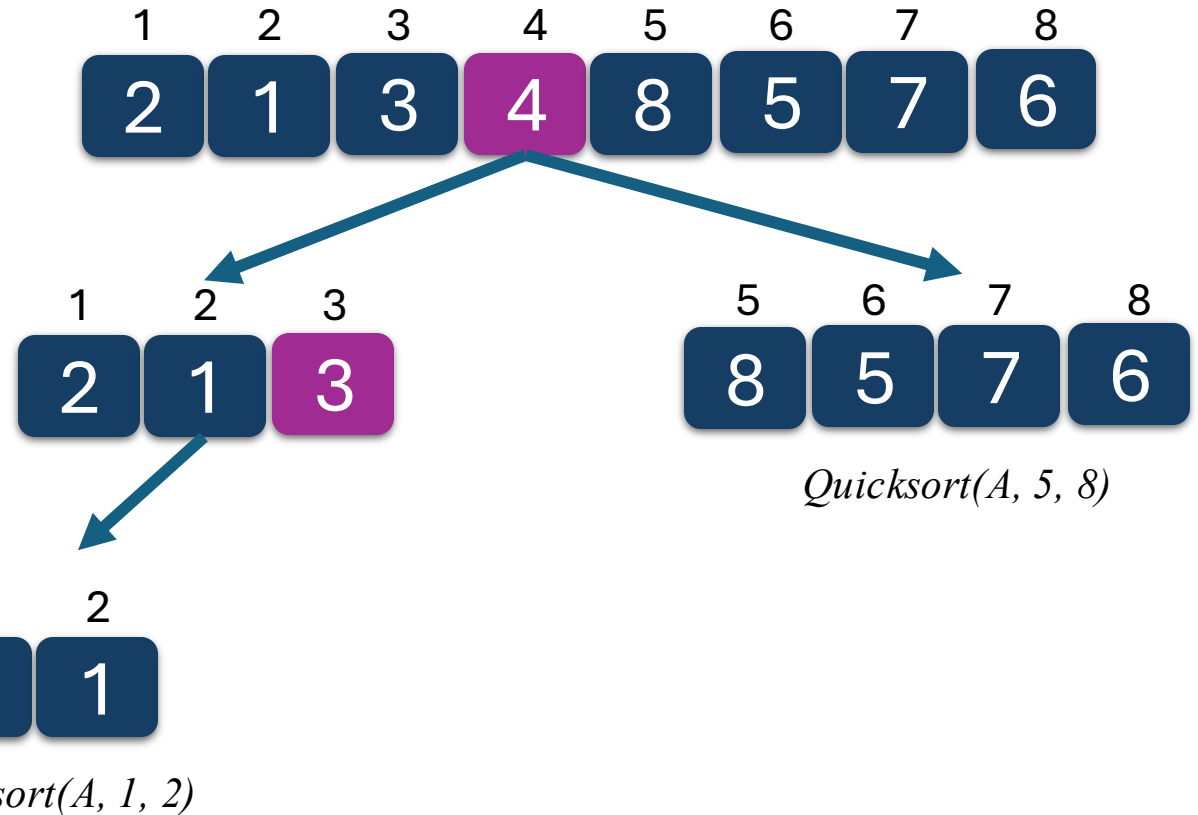 1 2 3 4 5 6 7 8
2 1 3 4 8 5 7 6
1 2 3
2 1 3
5 6 7 8
8 5 7 6
Quicksort(A, 5, 8)
2
1
sort(A, 1, 2)